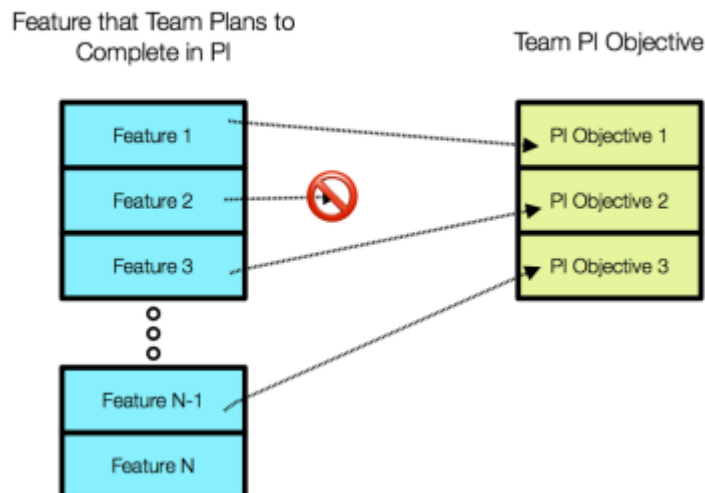 Feature that Team Plans to
Complete in PI
Team PI Objective
Feature 1
PI Objective 1
Feature 2
PI Objective 2
Feature 3
PI Objective 3
Feature N-1
Feature N